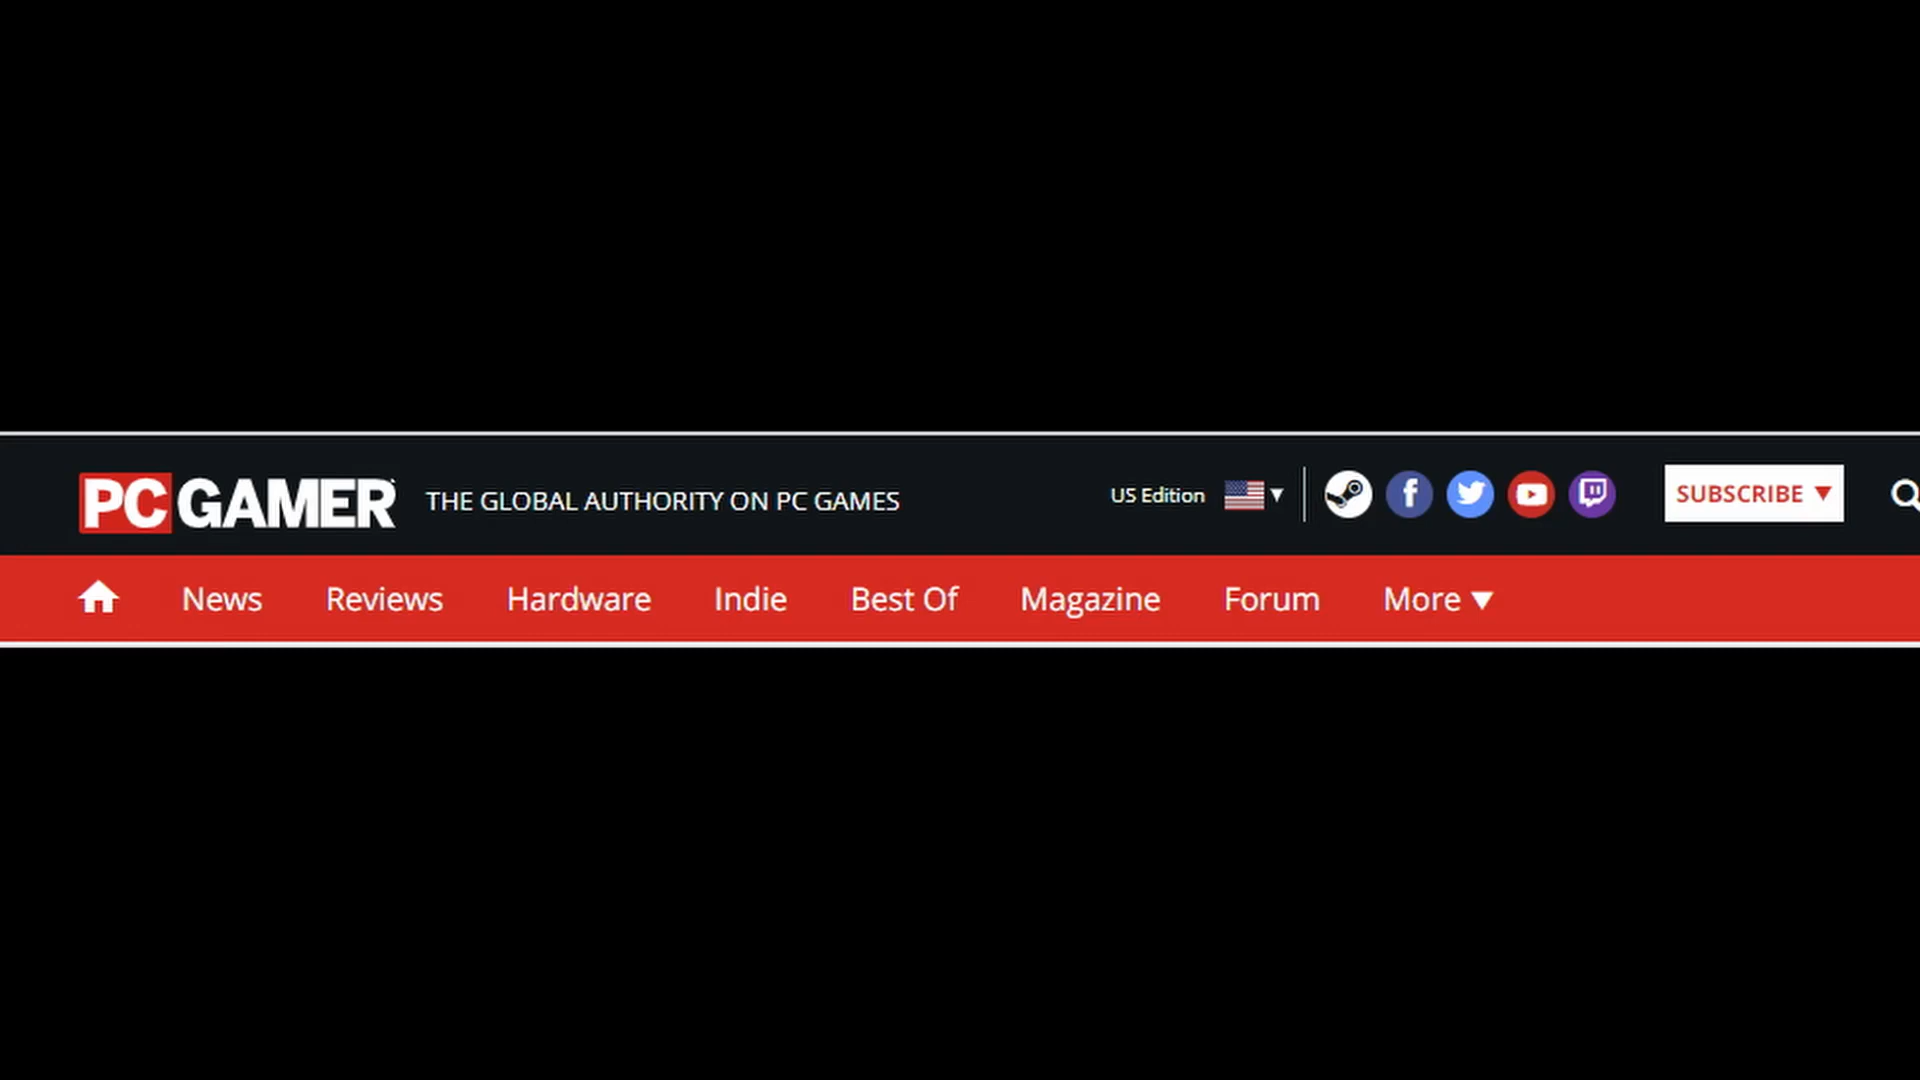 PC GAMER THE GLOBAL AUTHORITY ON PC GAMES US Edition SUBSCRIBE
News Reviews Hardware Indie Best Of Magazine Forum More